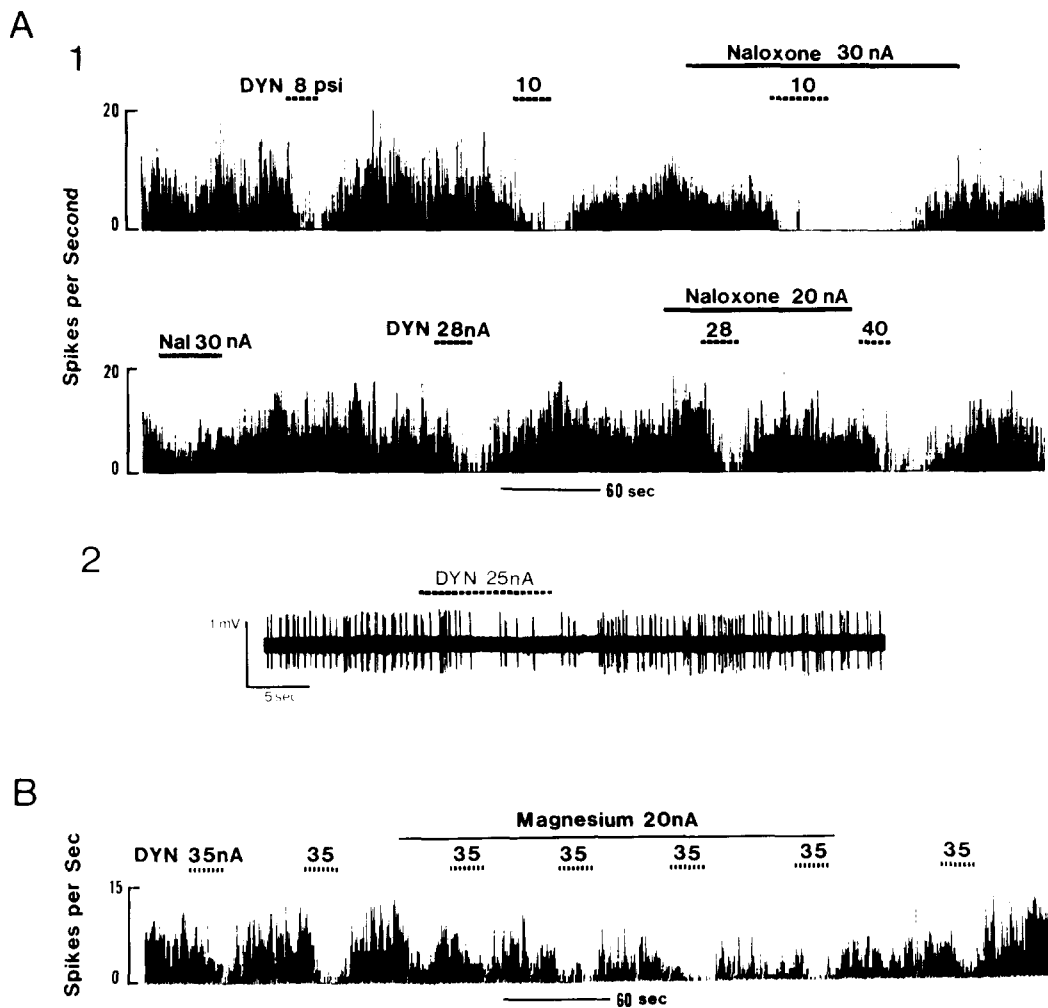 A
1
Naloxone 30 nA
DYN 8 psi 10 10
20
0
Spikes per Second
Naloxone 20 nA
Nal 30 nA DYN 28nA 28 40
20
0
60 sec
2
DYN 25nA
1 mV
5 sec
B
Magnesium 20nA
DYN 35nA 35 35 35 35 35 35
15
0
Spikes per Sec
60 sec